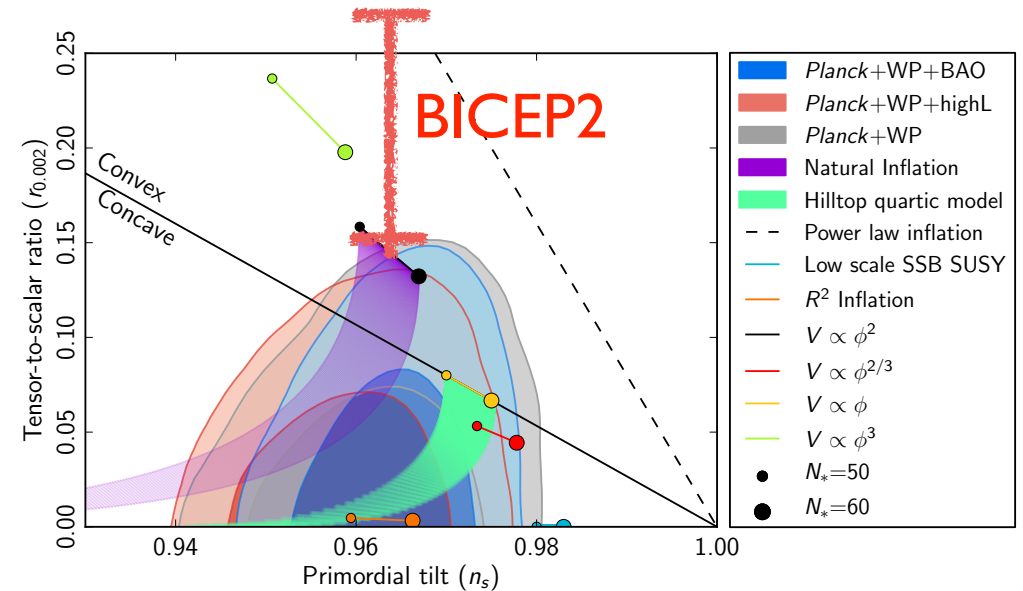 0.25
0.20
0.15
0.10
0.05
0.00
Tensor-to-scalar ratio (r0.002)
BICEP2
Convex
Concave
0.94
0.96
0.98
1.00
Primordial tilt (ns)
Planck+WP+BAO
Planck+WP+highL
Planck+WP
Natural Inflation
Hilltop quartic model
Power law inflation
Low scale SSB SUSY
R² Inflation
V ∝ ϕ²
V ∝ ϕ^2/3
V ∝ ϕ
V ∝ ϕ³
N*=50
N*=60